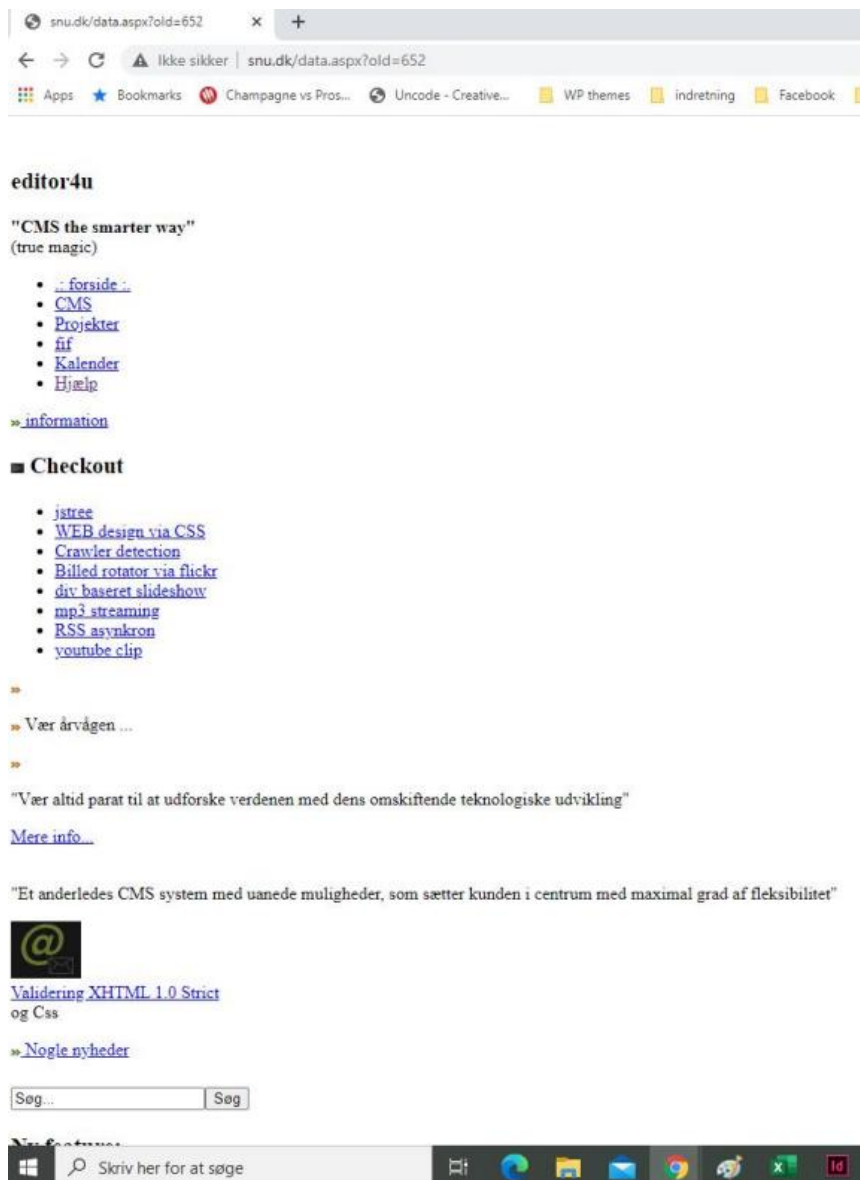 snu.dk/data.aspx?oId=652
Ikke sikker | snu.dk/data.aspx?oId=652
Apps Bookmarks Champagne vs Pros... Uncode - Creative... WP themes indretning Facebook
editor4u
"CMS the smarter way"
(true magic)
.: forside :.
CMS
Projekter
fif
Kalender
Hjælp
» information
Checkout
jstree
WEB design via CSS
Crawler detection
Billed rotator via flickr
div baseret slideshow
mp3 streaming
RSS asynkron
youtube clip
»
» Vær årvågen ...
»
"Vær altid parat til at udforske verdenen med dens omskiftende teknologiske udvikling"
Mere info...
"Et anderledes CMS system med uanede muligheder, som sætter kunden i centrum med maximal grad af fleksibilitet"
@
Validering XHTML 1.0 Strict
og Css
» Nogle nyheder
Søg... Søg
Ny feature:
Skriv her for at søge
Id